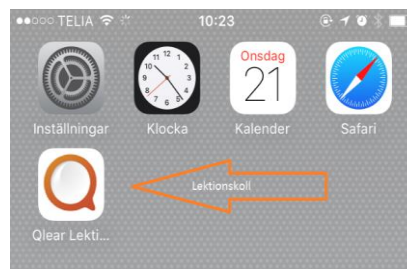 TELIA 10:23
Onsdag
21
Inställningar Klocka Kalender Safari
Lektionskoll
Qlear Lekti...